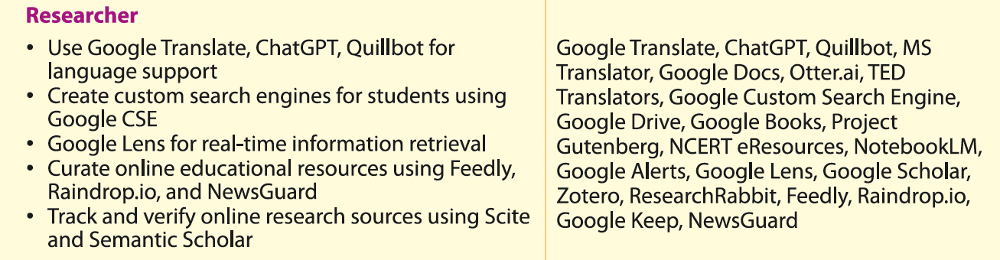 Researcher
• Use Google Translate, ChatGPT, Quillbot for
language support
• Create custom search engines for students using
Google CSE
• Google Lens for real-time information retrieval
• Curate online educational resources using Feedly,
Raindrop.io, and NewsGuard
• Track and verify online research sources using Scite
and Semantic Scholar
Google Translate, ChatGPT, Quillbot, MS
Translator, Google Docs, Otter.ai, TED
Translators, Google Custom Search Engine,
Google Drive, Google Books, Project
Gutenberg, NCERT eResources, NotebookLM,
Google Alerts, Google Lens, Google Scholar,
Zotero, ResearchRabbit, Feedly, Raindrop.io,
Google Keep, NewsGuard